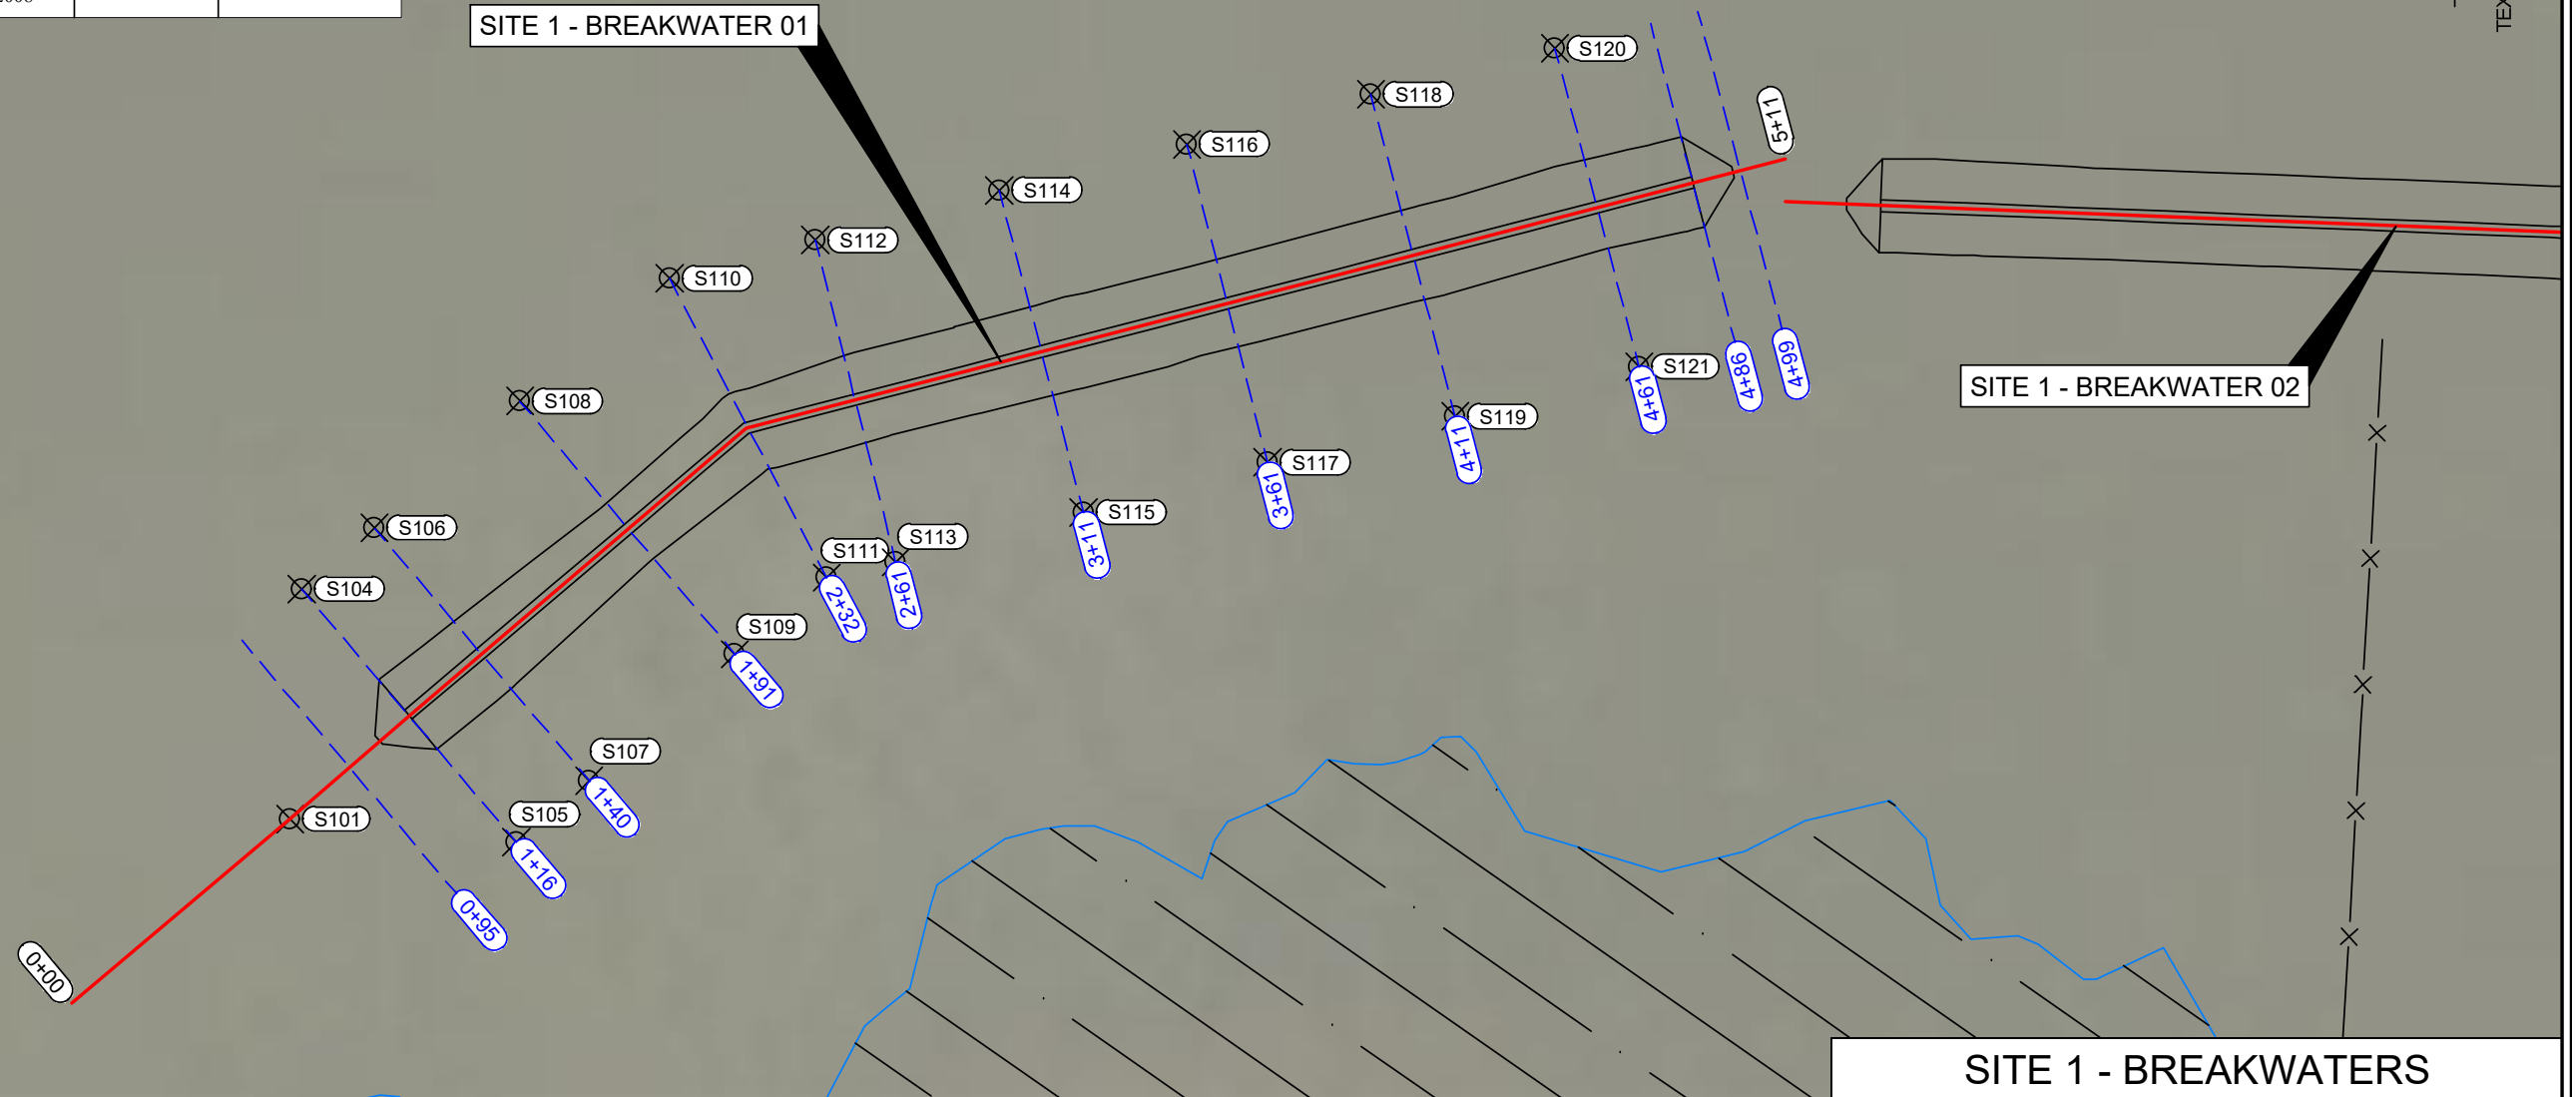 SITE 1 - BREAKWATER 01
TEX
S120
S118
5+11
S116
S114
S112
S110
4+99
4+86
S121
4+61
SITE 1 - BREAKWATER 02
S108
S119
4+11
S117
3+61
S106
S115
3+11
S113
S111
2+61
2+32
S104
S109
1+91
S107
1+40
S101
S105
1+16
0+95
0+00
SITE 1 - BREAKWATERS